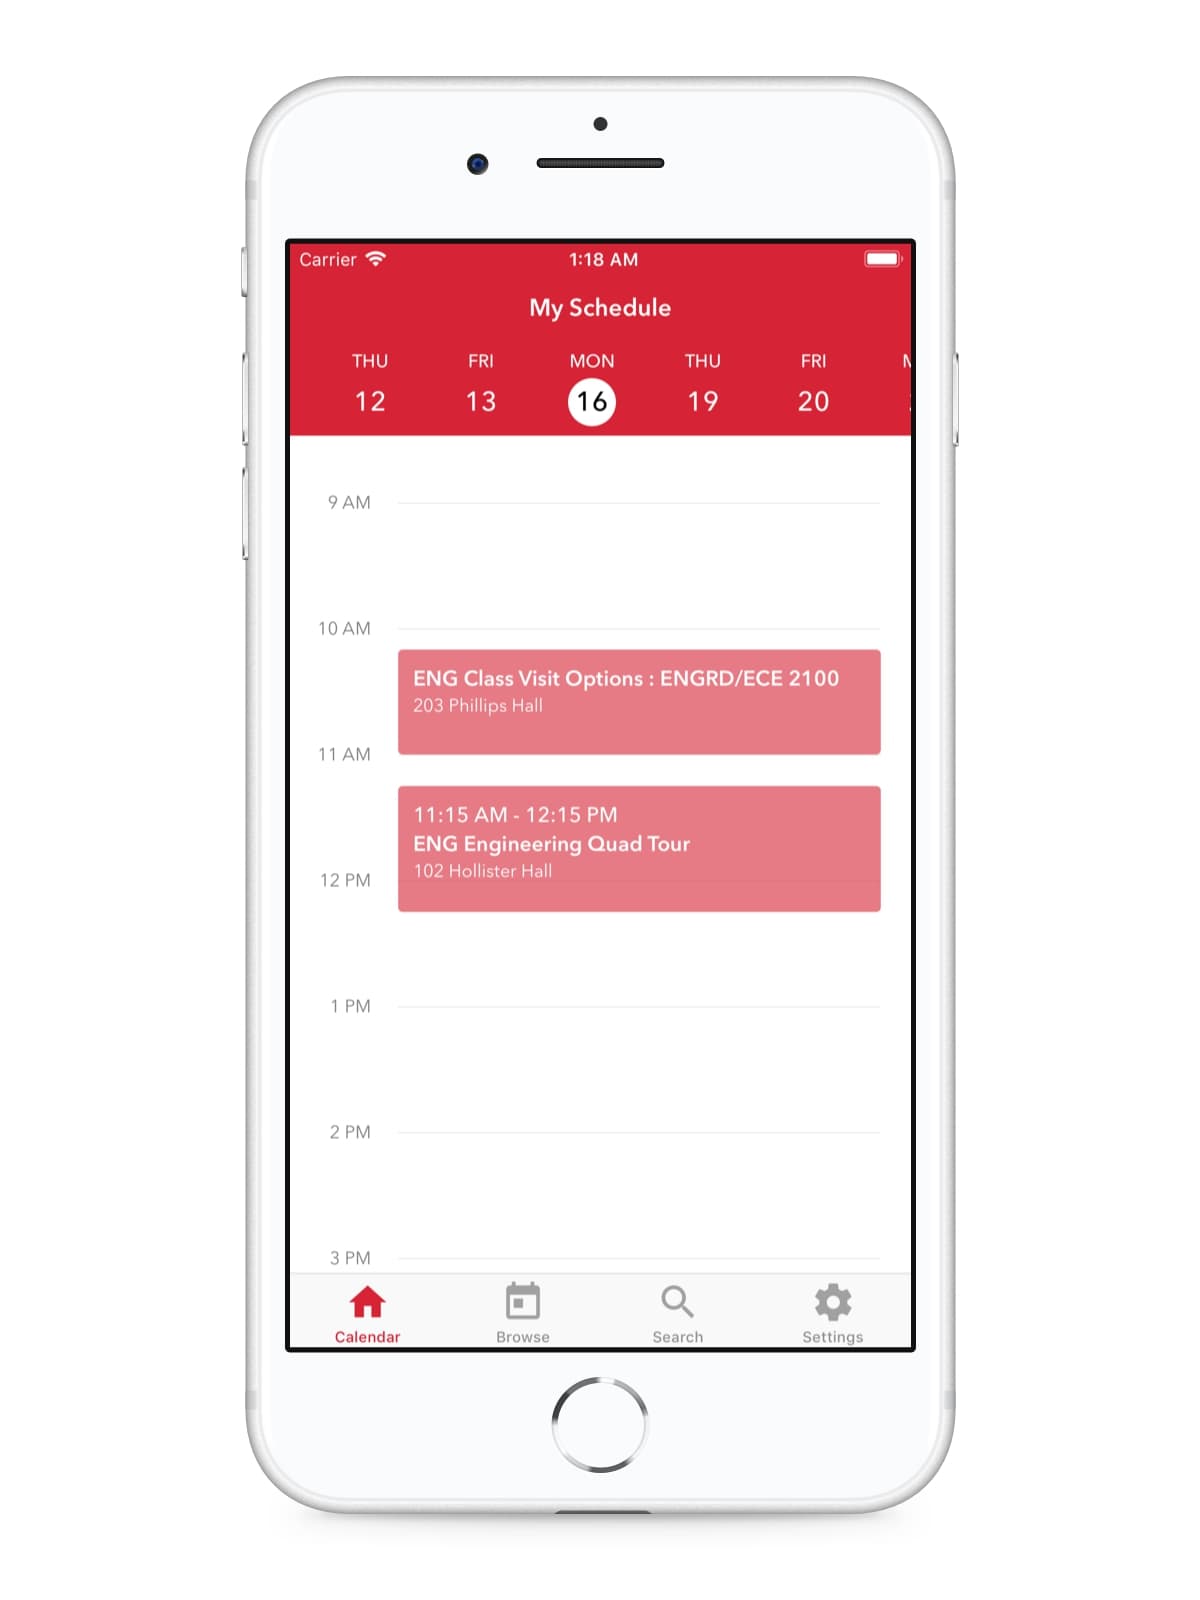 Carrier 1:18 AM
My Schedule
THU FRI MON THU FRI
12 13 16 19 20
9 AM
10 AM
ENG Class Visit Options : ENGRD/ECE 2100
203 Phillips Hall
11 AM
11:15 AM - 12:15 PM
ENG Engineering Quad Tour
102 Hollister Hall
12 PM
1 PM
2 PM
3 PM
Calendar Browse Search Settings